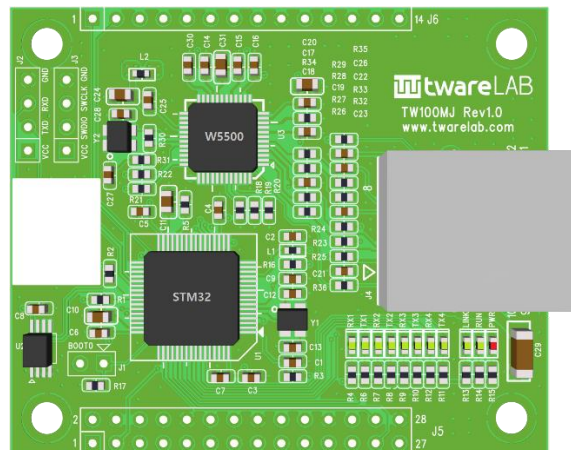 1
14 J6
J2
J3
GND
RXD
TXD
VCC
GND
SWCLK
SWDIO
VCC
L2
C30
C14
C31
C15
C16
C20
C17
R34
C18
R29
R28
C19
R27
R26
R35
C26
C22
R33
R32
C23
twareLAB
TW100MJ Rev1.0
www.twarelab.com
C24
C28
C25
Y2
R30
R31
R22
R21
C27
C5
C11
R5
C4
W5500
U3
R18
R19
R20
8
J4
R24
R23
R25
C21
R36
C2
L1
R16
C9
C12
Y1
C13
C1
R3
STM32
U1
R2
R1
C10
C6
C8
BOOT0
J1
R17
C7
C3
RX1
TX1
RX2
TX2
RX3
TX3
RX4
TX4
LINK
RUN
PWR
R4
R6
R7
R8
R9
R10
R12
R11
R13
R14
R15
C29
2
28
1
27
J5